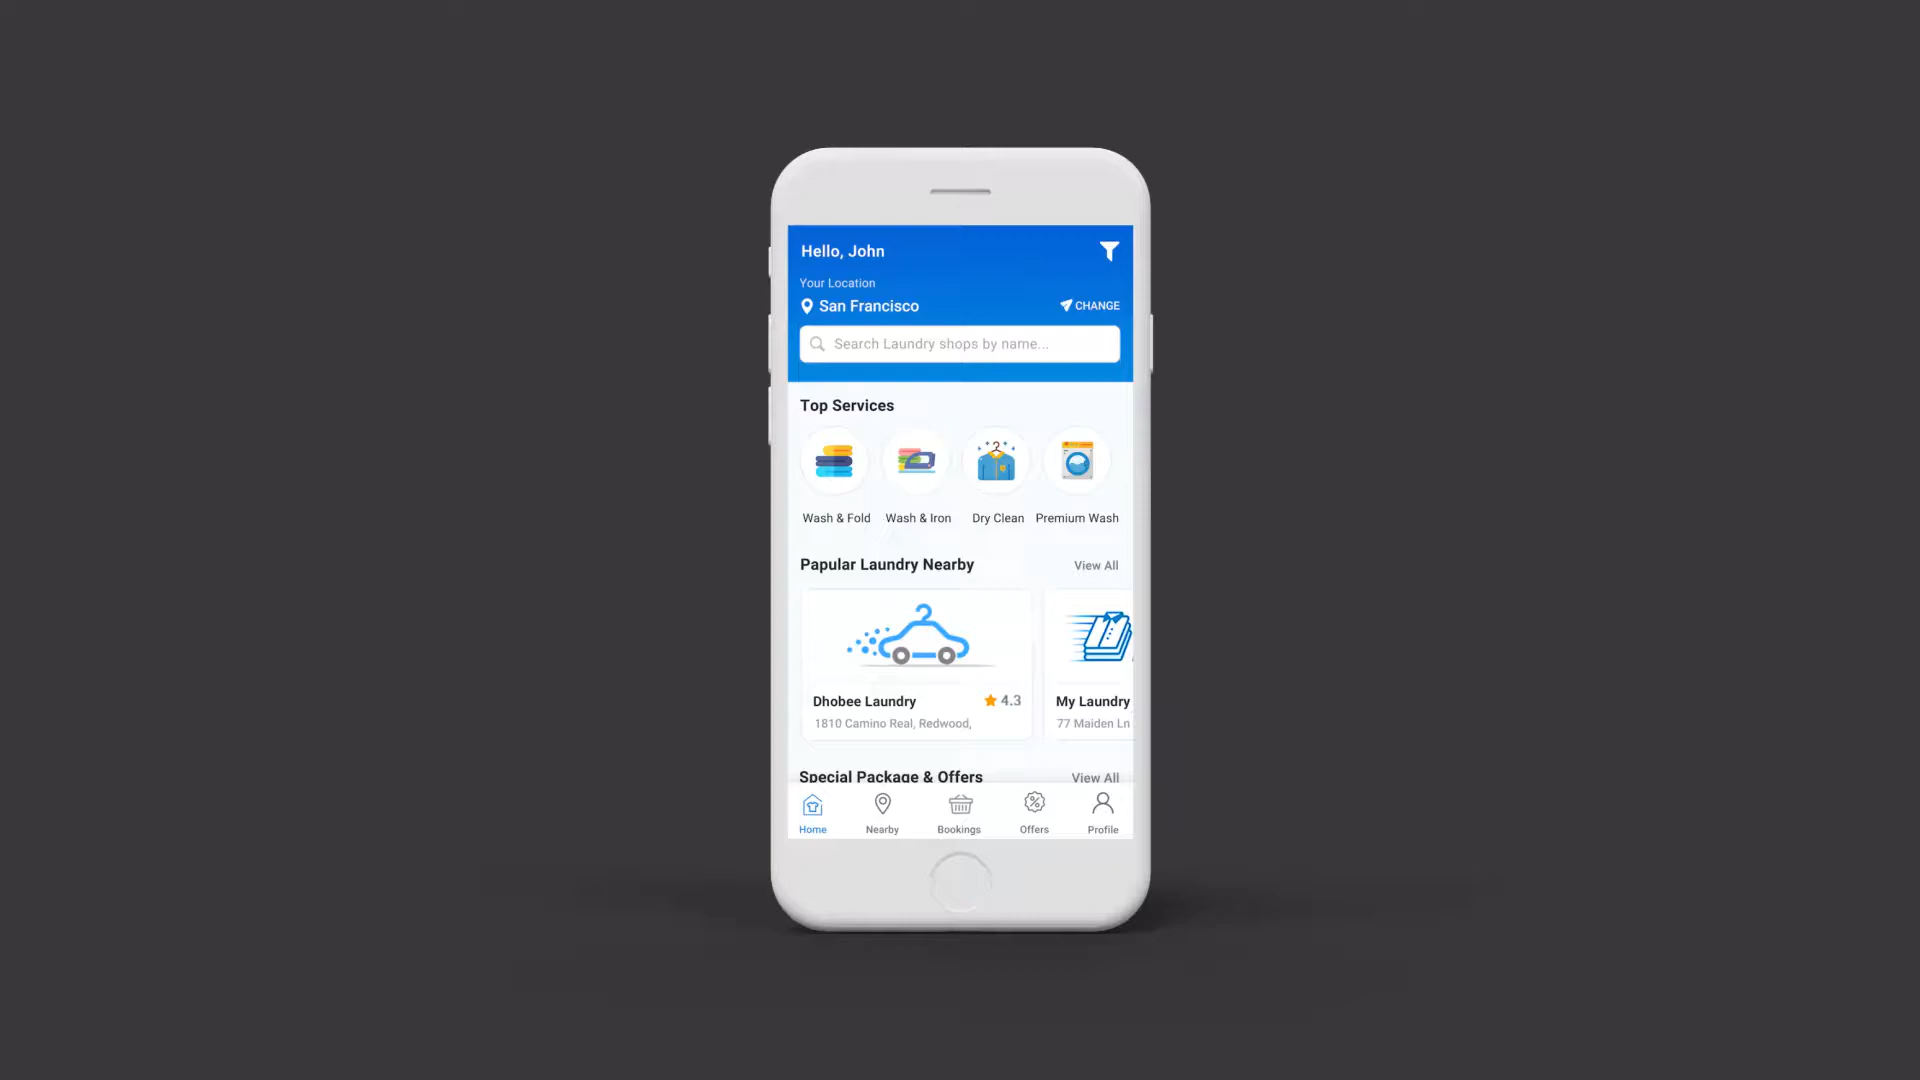 Hello, John
Your Location
San Francisco
CHANGE
Search Laundry shops by name...
Top Services
Wash & Fold
Wash & Iron
Dry Clean
Premium Wash
Papular Laundry Nearby
View All
Dhobee Laundry
4.3
1810 Camino Real, Redwood,
My Laundry
77 Maiden Ln
Special Package & Offers
View All
Home
Nearby
Bookings
Offers
Profile